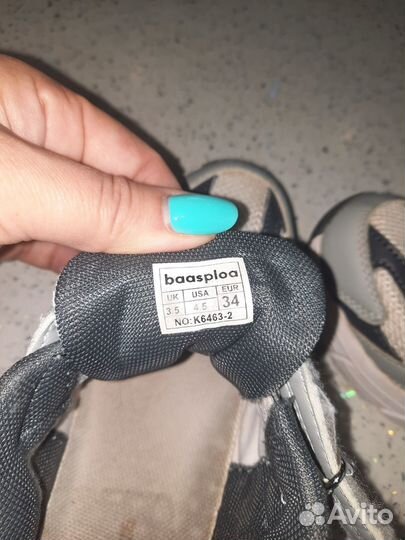 baasploa
UK USA EUR
3.5 4.5 34
NO:K6463-2
Avito